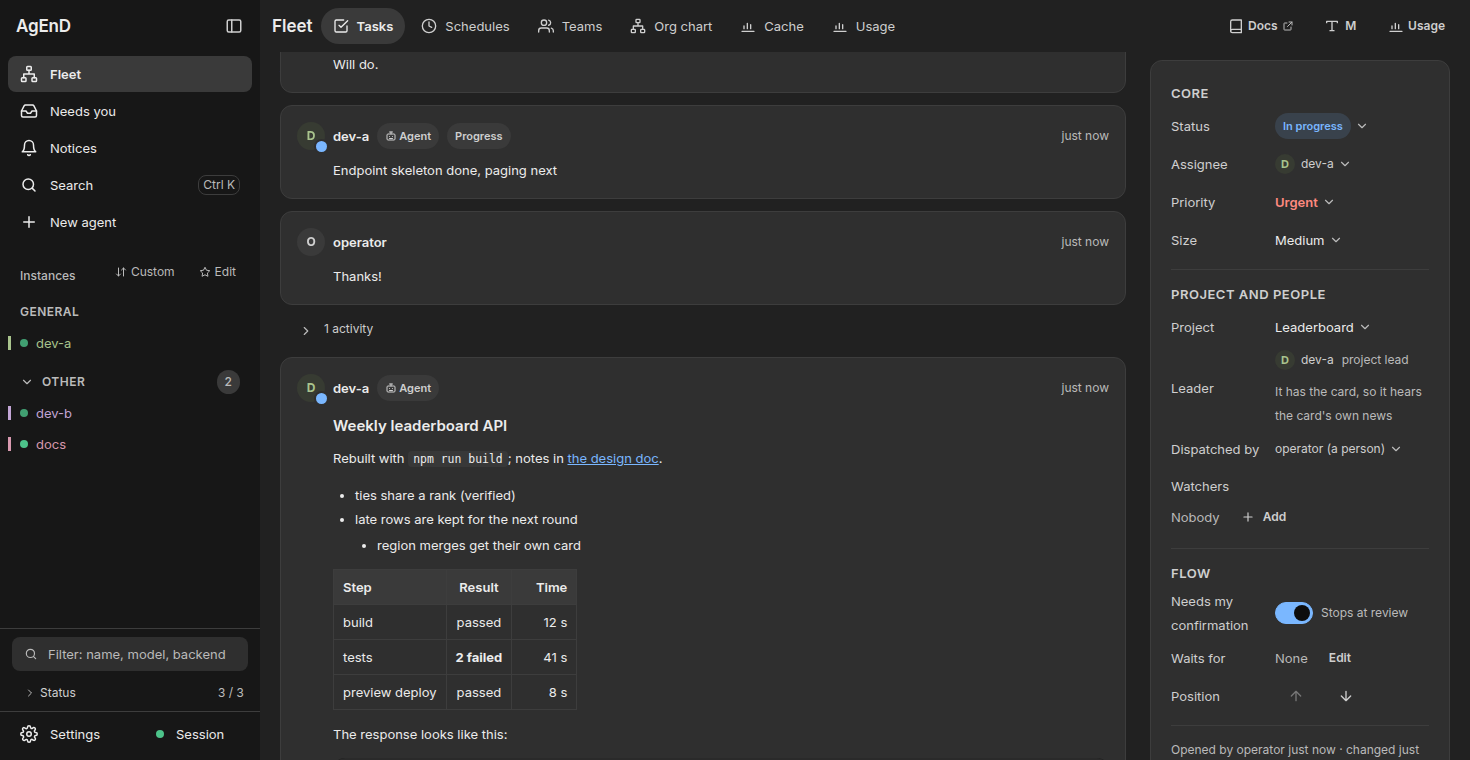 AgEnD
Fleet
Needs you
Notices
Search
Ctrl K
New agent
Instances
Custom
Edit
GENERAL
dev-a
OTHER
2
dev-b
docs
Filter: name, model, backend
Status
3 / 3
Settings
Session
Fleet
Tasks
Schedules
Teams
Org chart
Cache
Usage
Docs
M
Usage
Will do.
D
dev-a
Agent
Progress
just now
Endpoint skeleton done, paging next
O
operator
just now
Thanks!
1 activity
D
dev-a
Agent
just now
Weekly leaderboard API
Rebuilt with npm run build; notes in the design doc.
• ties share a rank (verified)
• late rows are kept for the next round
• region merges get their own card
Step Result Time
build passed 12 s
tests 2 failed 41 s
preview deploy passed 8 s
The response looks like this:
CORE
Status In progress
Assignee D dev-a
Priority Urgent
Size Medium
PROJECT AND PEOPLE
Project Leaderboard
D dev-a project lead
Leader
It has the card, so it hears
the card's own news
Dispatched by operator (a person)
Watchers
Nobody Add
FLOW
Needs my
confirmation
Stops at review
Waits for None Edit
Position
Opened by operator just now · changed just